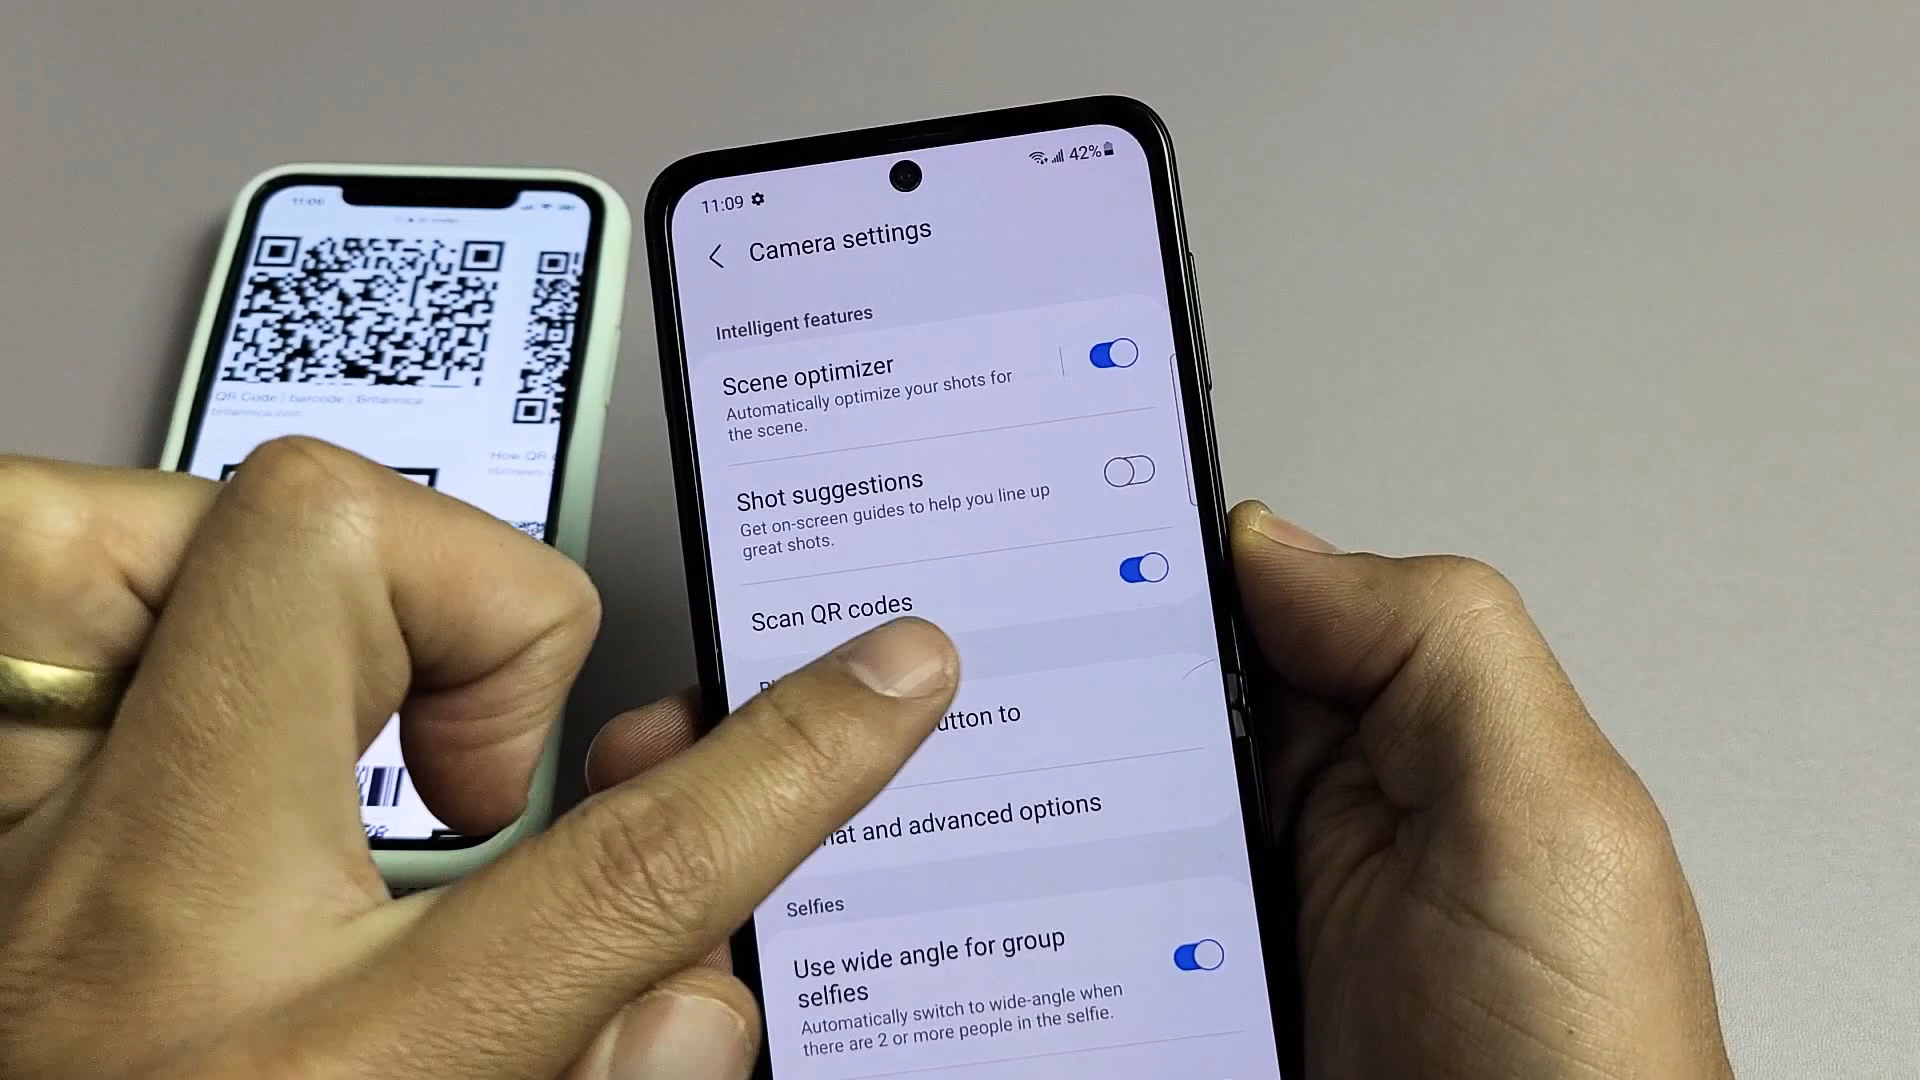 11:09
QR Code | barcode | Britannica
britannica.com
How QR
11:09
42%
Camera settings
Intelligent features
Scene optimizer
Automatically optimize your shots for
the scene.
Shot suggestions
Get on-screen guides to help you line up
great shots.
Scan QR codes
utton to
at and advanced options
Selfies
Use wide angle for group
selfies
Automatically switch to wide-angle when
there are 2 or more people in the selfie.